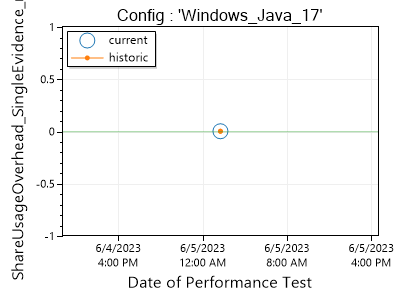 Config : 'Windows_Java_17'
ShareUsageOverhead_SingleEvidence_
current
historic
1
0.5
0
-0.5
-1
6/4/2023 6/5/2023 6/5/2023 6/5/2023
4:00 PM 12:00 AM 8:00 AM 4:00 PM
Date of Performance Test